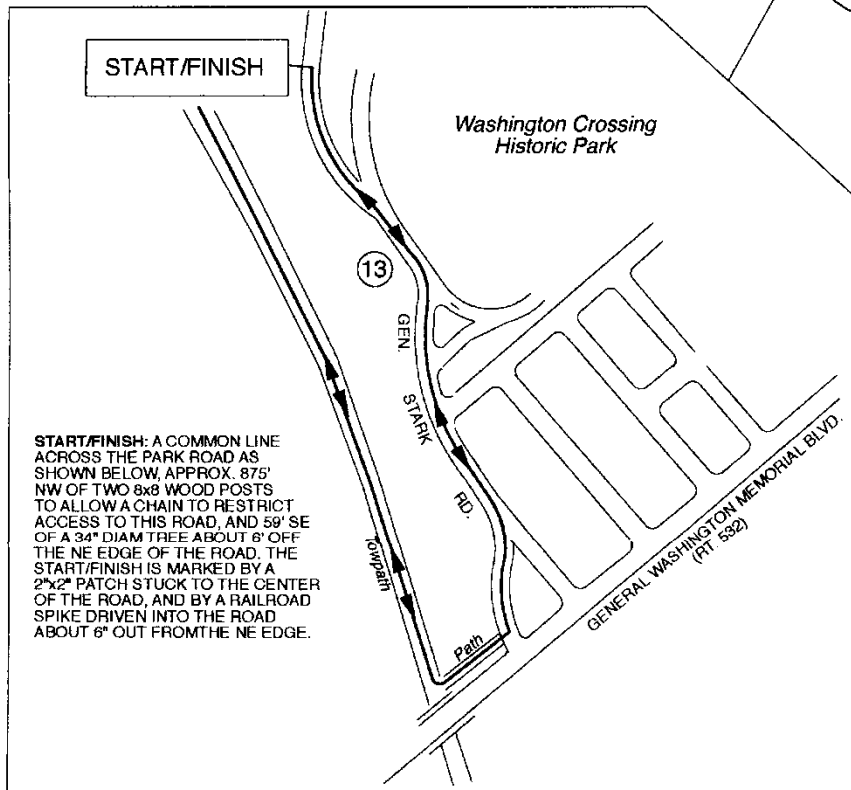 START/FINISH
Washington Crossing
Historic Park
13
GEN.
STARK
RD.
START/FINISH: A COMMON LINE
ACROSS THE PARK ROAD AS
SHOWN BELOW, APPROX. 875'
NW OF TWO 8x8 WOOD POSTS
TO ALLOW A CHAIN TO RESTRICT
ACCESS TO THIS ROAD, AND 59' SE
OF A 34" DIAM TREE ABOUT 6' OFF
THE NE EDGE OF THE ROAD. THE
START/FINISH IS MARKED BY A
2"x2" PATCH STUCK TO THE CENTER
OF THE ROAD, AND BY A RAILROAD
SPIKE DRIVEN INTO THE ROAD
ABOUT 6" OUT FROMTHE NE EDGE.
Towpath
Path
GENERAL WASHINGTON MEMORIAL BLVD.
(RT. 532)